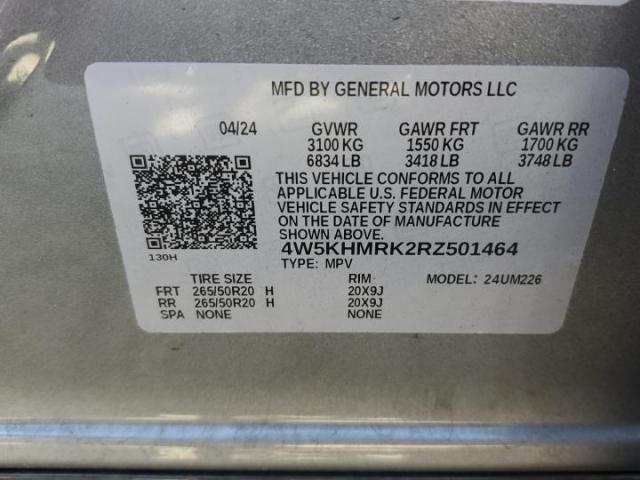 MFD BY GENERAL MOTORS LLC
04/24 GVWR GAWR FRT GAWR RR
3100 KG 1550 KG 1700 KG
6834 LB 3418 LB 3748 LB
THIS VEHICLE CONFORMS TO ALL
APPLICABLE U.S. FEDERAL MOTOR
VEHICLE SAFETY STANDARDS IN EFFECT
ON THE DATE OF MANUFACTURE
SHOWN ABOVE.
4W5KHMRK2RZ501464
130H
TYPE: MPV MODEL: 24UM226
TIRE SIZE RIM
FRT 265/50R20 H 20X9J
RR 265/50R20 H 20X9J
SPA NONE NONE